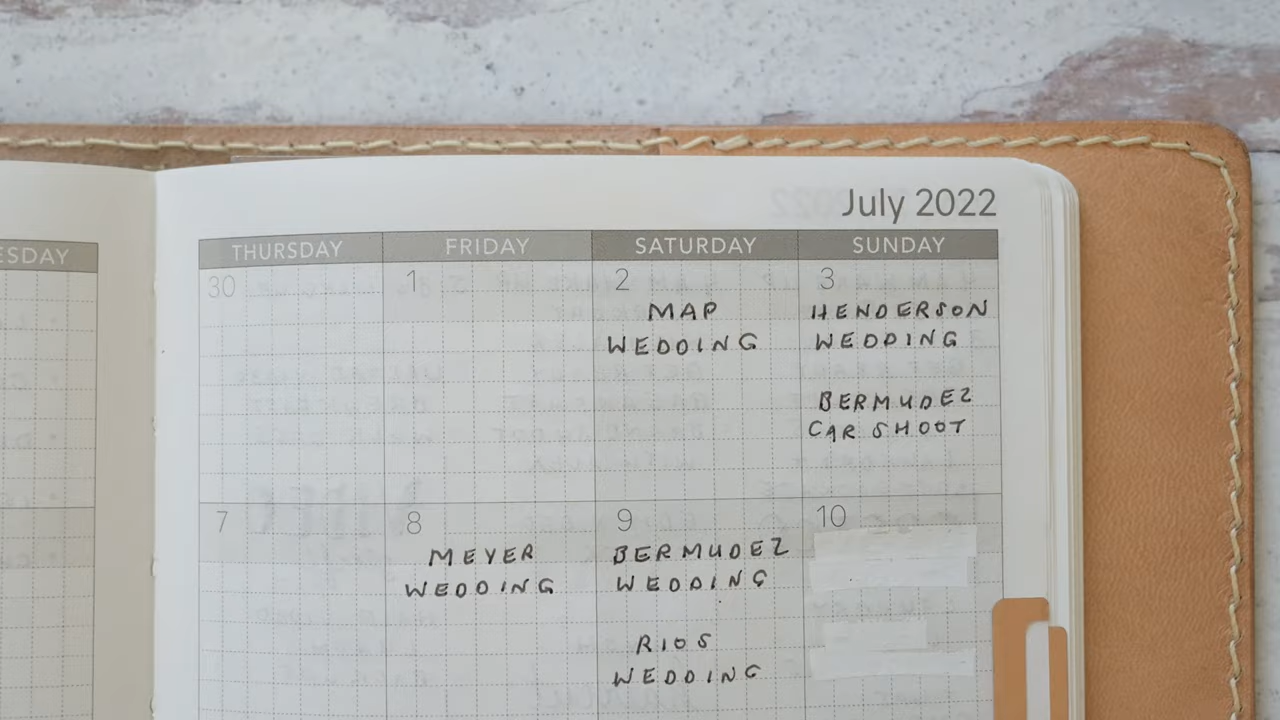 July 2022
ESDAY THURSDAY FRIDAY SATURDAY SUNDAY
30 1 2 3
MAP
WEDDING
HENDERSON
WEDDING
BERMUDEZ
CAR SHOOT
7 8 9 10
MEYER
WEDDING
BERMUDEZ
WEDDING
RIOS
WEDDING